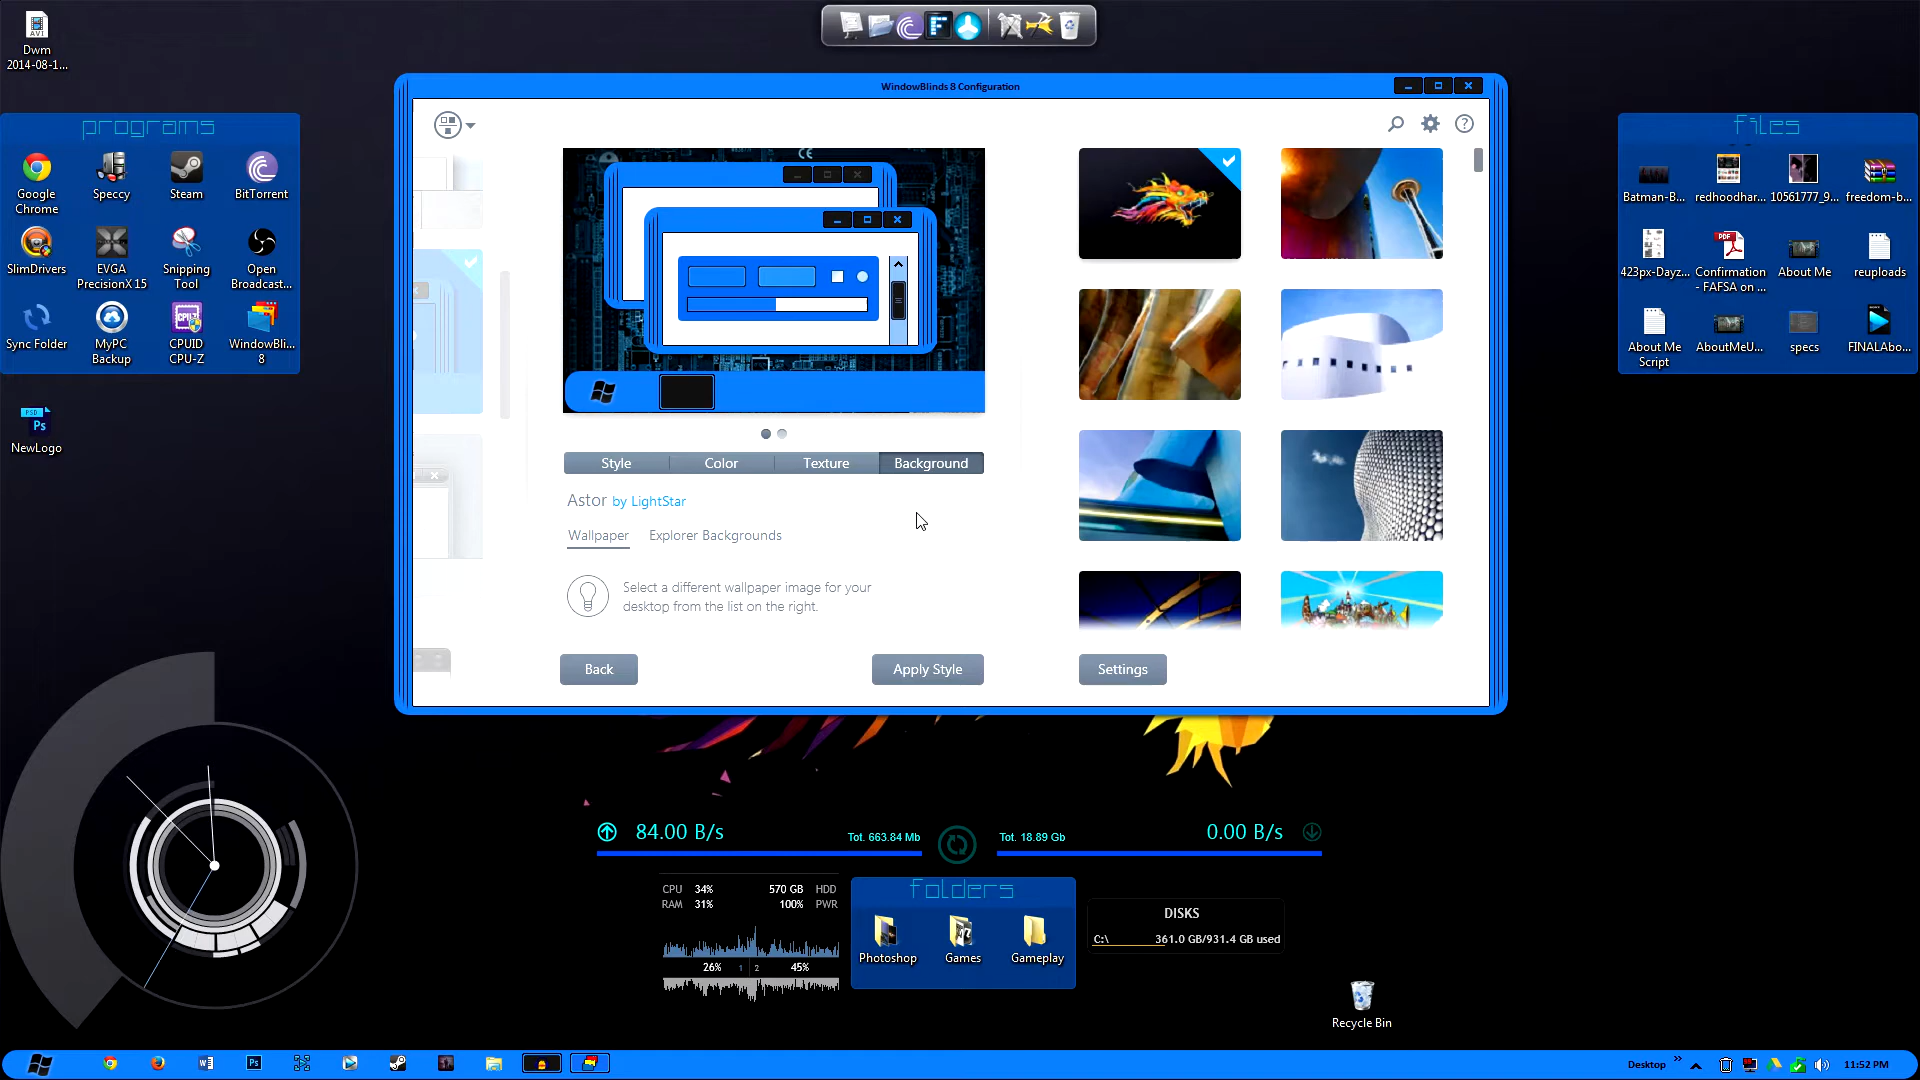 Dwm
2014-08-1...
programs
Google
Chrome
Speccy
Steam
BitTorrent
SlimDrivers
EVGA
PrecisionX 15
Snipping
Tool
Open
Broadcast...
Sync Folder
MyPC
Backup
CPUID
CPU-Z
WindowBli...
8
PSD
Ps
NewLogo
WindowBlinds 8 Configuration
Style
Color
Texture
Background
Astor by LightStar
Wallpaper
Explorer Backgrounds
Select a different wallpaper image for your
desktop from the list on the right.
Back
Apply Style
Settings
files
Batman-B...
redhoodhar...
10561777_9...
freedom-b...
423px-Dayz...
Confirmation
- FAFSA on ...
About Me
reuploads
About Me
Script
AboutMeU...
specs
FINALAbo...
84.00 B/s
Tot. 663.84 Mb
Tot. 18.89 Gb
0.00 B/s
CPU 34% 570 GB HDD
RAM 31% 100% PWR
26% 1 2 45%
folders
Photoshop
Games
Gameplay
DISKS
C:\ 361.0 GB/931.4 GB used
Recycle Bin
Desktop
11:52 PM